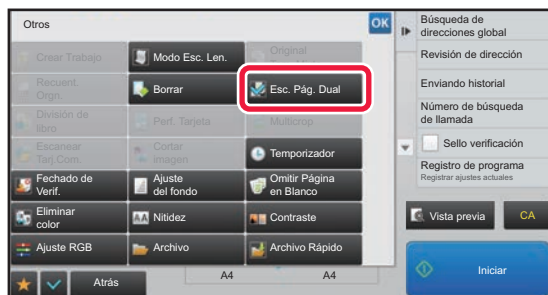 Otros
OK
Crear Trabajo
Modo Esc. Len.
Original
Recuent.
Orgn.
Borrar
Esc. Pág. Dual
División de
libro
Perf. Tarjeta
Multicrop
Escanear
Tarj.Com.
Cortar
imagen
Temporizador
Fechado de
Verif.
Ajuste
del fondo
Omitir Página
en Blanco
Eliminar
color
Nitidez
Contraste
Ajuste RGB
Archivo
Archivo Rápido
Atrás
A4
A4
Búsqueda de
direcciones global
Revisión de dirección
Enviando historial
Número de búsqueda
de llamada
Sello verificación
Registro de programa
Registrar ajustes actuales
Vista previa
CA
Iniciar